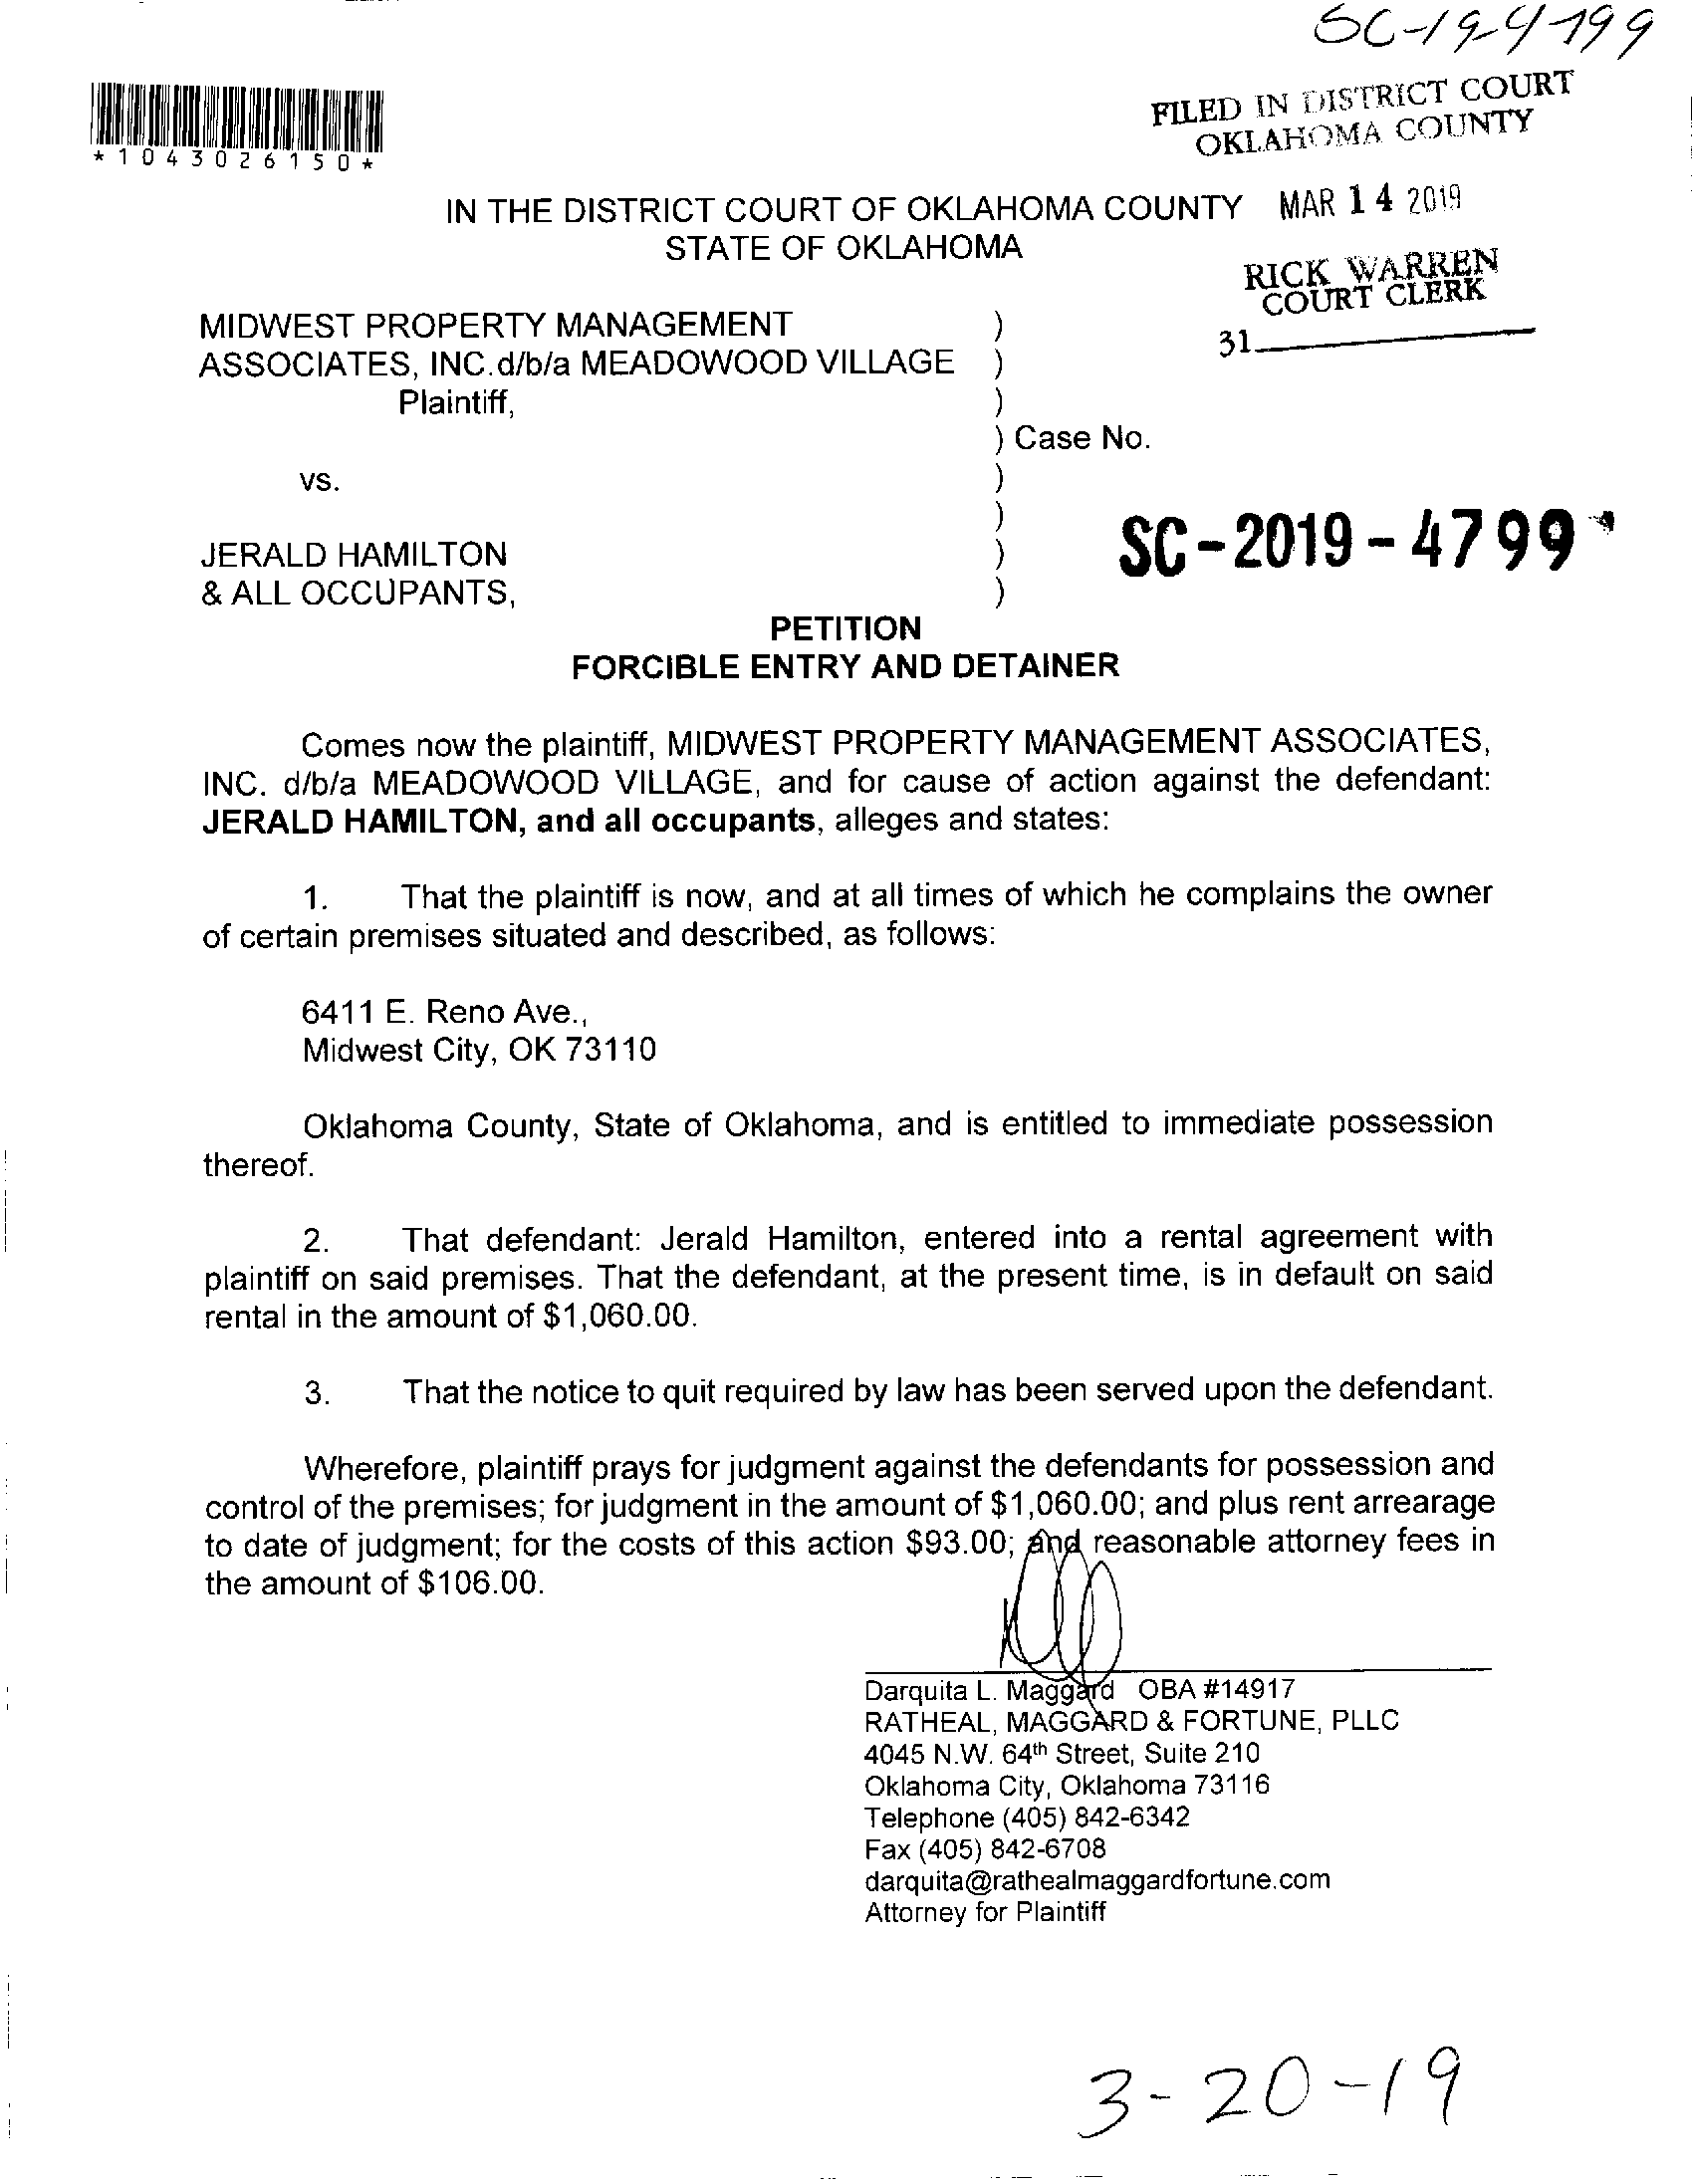 SC-19-4799
*1043026150*
FILED IN DISTRICT COURT
OKLAHOMA COUNTY
IN THE DISTRICT COURT OF OKLAHOMA COUNTY MAR 14 2019
STATE OF OKLAHOMA
RICK WARREN
COURT CLERK
31
MIDWEST PROPERTY MANAGEMENT )
ASSOCIATES, INC.d/b/a MEADOWOOD VILLAGE )
Plaintiff, )
) Case No.
vs. )
)
SC-2019-4799
JERALD HAMILTON )
& ALL OCCUPANTS, )
PETITION
FORCIBLE ENTRY AND DETAINER
Comes now the plaintiff, MIDWEST PROPERTY MANAGEMENT ASSOCIATES,
INC. d/b/a MEADOWOOD VILLAGE, and for cause of action against the defendant:
JERALD HAMILTON, and all occupants, alleges and states:
1. That the plaintiff is now, and at all times of which he complains the owner
of certain premises situated and described, as follows:
6411 E. Reno Ave.,
Midwest City, OK 73110
Oklahoma County, State of Oklahoma, and is entitled to immediate possession
thereof.
2. That defendant: Jerald Hamilton, entered into a rental agreement with
plaintiff on said premises. That the defendant, at the present time, is in default on said
rental in the amount of $1,060.00.
3. That the notice to quit required by law has been served upon the defendant.
Wherefore, plaintiff prays for judgment against the defendants for possession and
control of the premises; for judgment in the amount of $1,060.00; and plus rent arrearage
to date of judgment; for the costs of this action $93.00; and reasonable attorney fees in
the amount of $106.00.
Darquita L. Maggard OBA #14917
RATHEAL, MAGGARD & FORTUNE, PLLC
4045 N.W. 64th Street, Suite 210
Oklahoma City, Oklahoma 73116
Telephone (405) 842-6342
Fax (405) 842-6708
darquita@rathealmaggardfortune.com
Attorney for Plaintiff
3-20-19